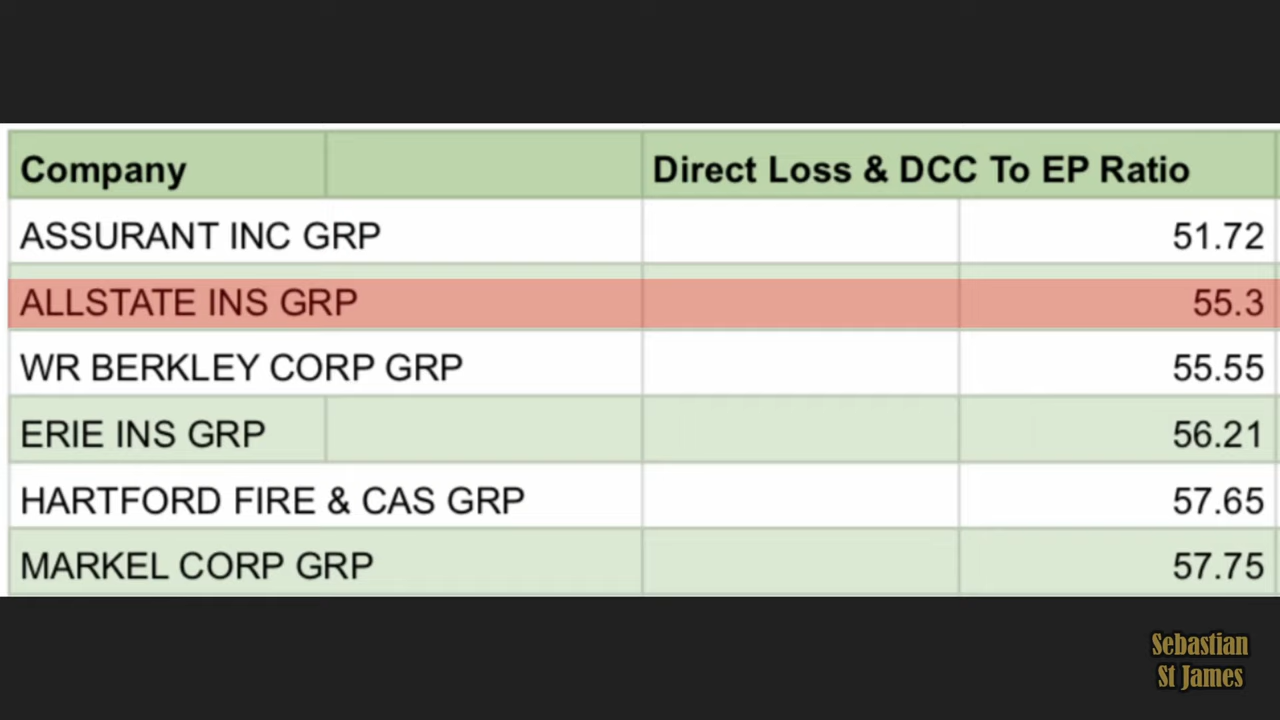 Company Direct Loss & DCC To EP Ratio
ASSURANT INC GRP 51.72
ALLSTATE INS GRP 55.3
WR BERKLEY CORP GRP 55.55
ERIE INS GRP 56.21
HARTFORD FIRE & CAS GRP 57.65
MARKEL CORP GRP 57.75
Sebastian
St James